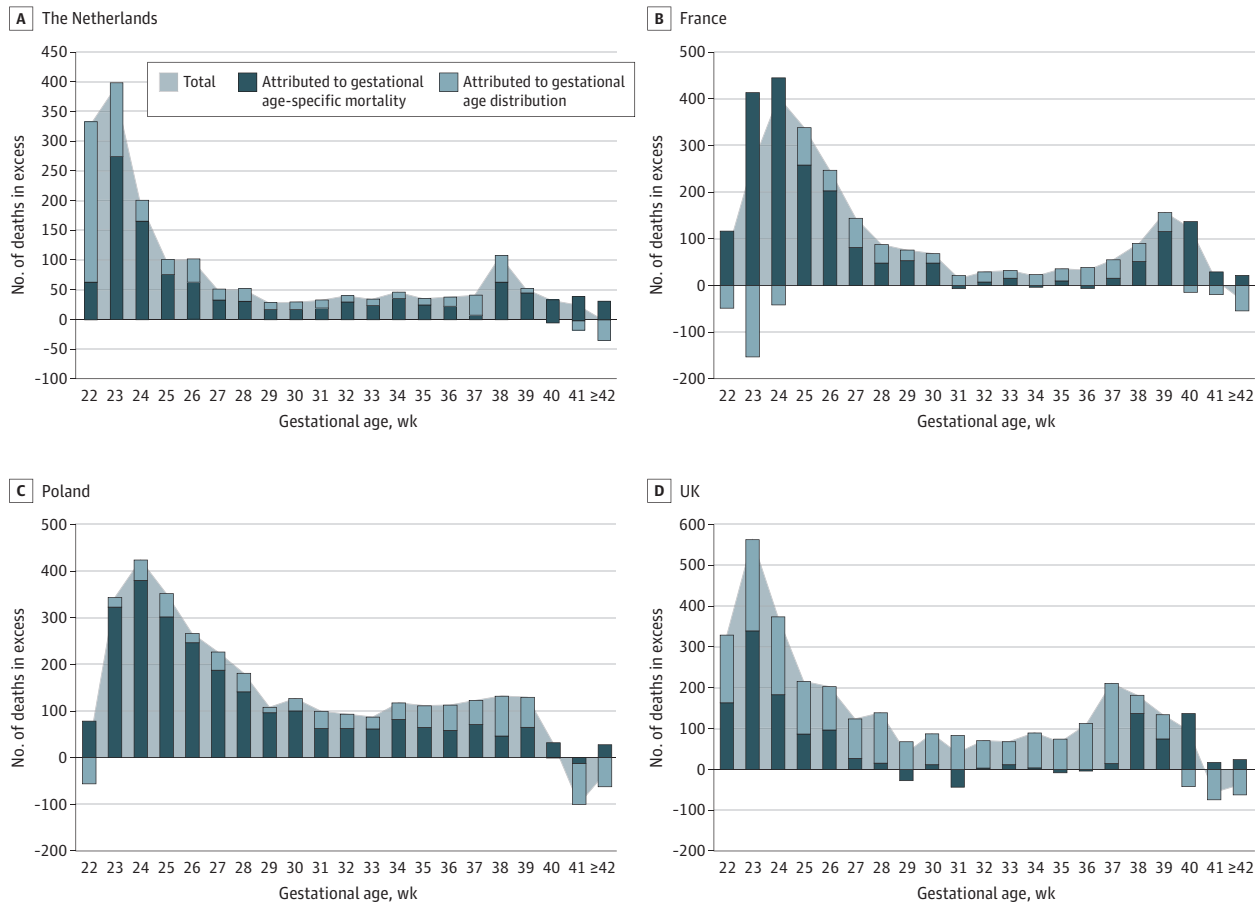 A The Netherlands
450
400
350
300
250
200
150
100
50
0
-50
-100
No. of deaths in excess
Total
Attributed to gestational
age-specific mortality
Attributed to gestational
age distribution
22 23 24 25 26 27 28 29 30 31 32 33 34 35 36 37 38 39 40 41 ≥42
Gestational age, wk
B France
500
400
300
200
100
0
-100
-200
No. of deaths in excess
22 23 24 25 26 27 28 29 30 31 32 33 34 35 36 37 38 39 40 41 ≥42
Gestational age, wk
C Poland
500
400
300
200
100
0
-100
-200
No. of deaths in excess
22 23 24 25 26 27 28 29 30 31 32 33 34 35 36 37 38 39 40 41 ≥42
Gestational age, wk
D UK
600
500
400
300
200
100
0
-100
-200
No. of deaths in excess
22 23 24 25 26 27 28 29 30 31 32 33 34 35 36 37 38 39 40 41 ≥42
Gestational age, wk